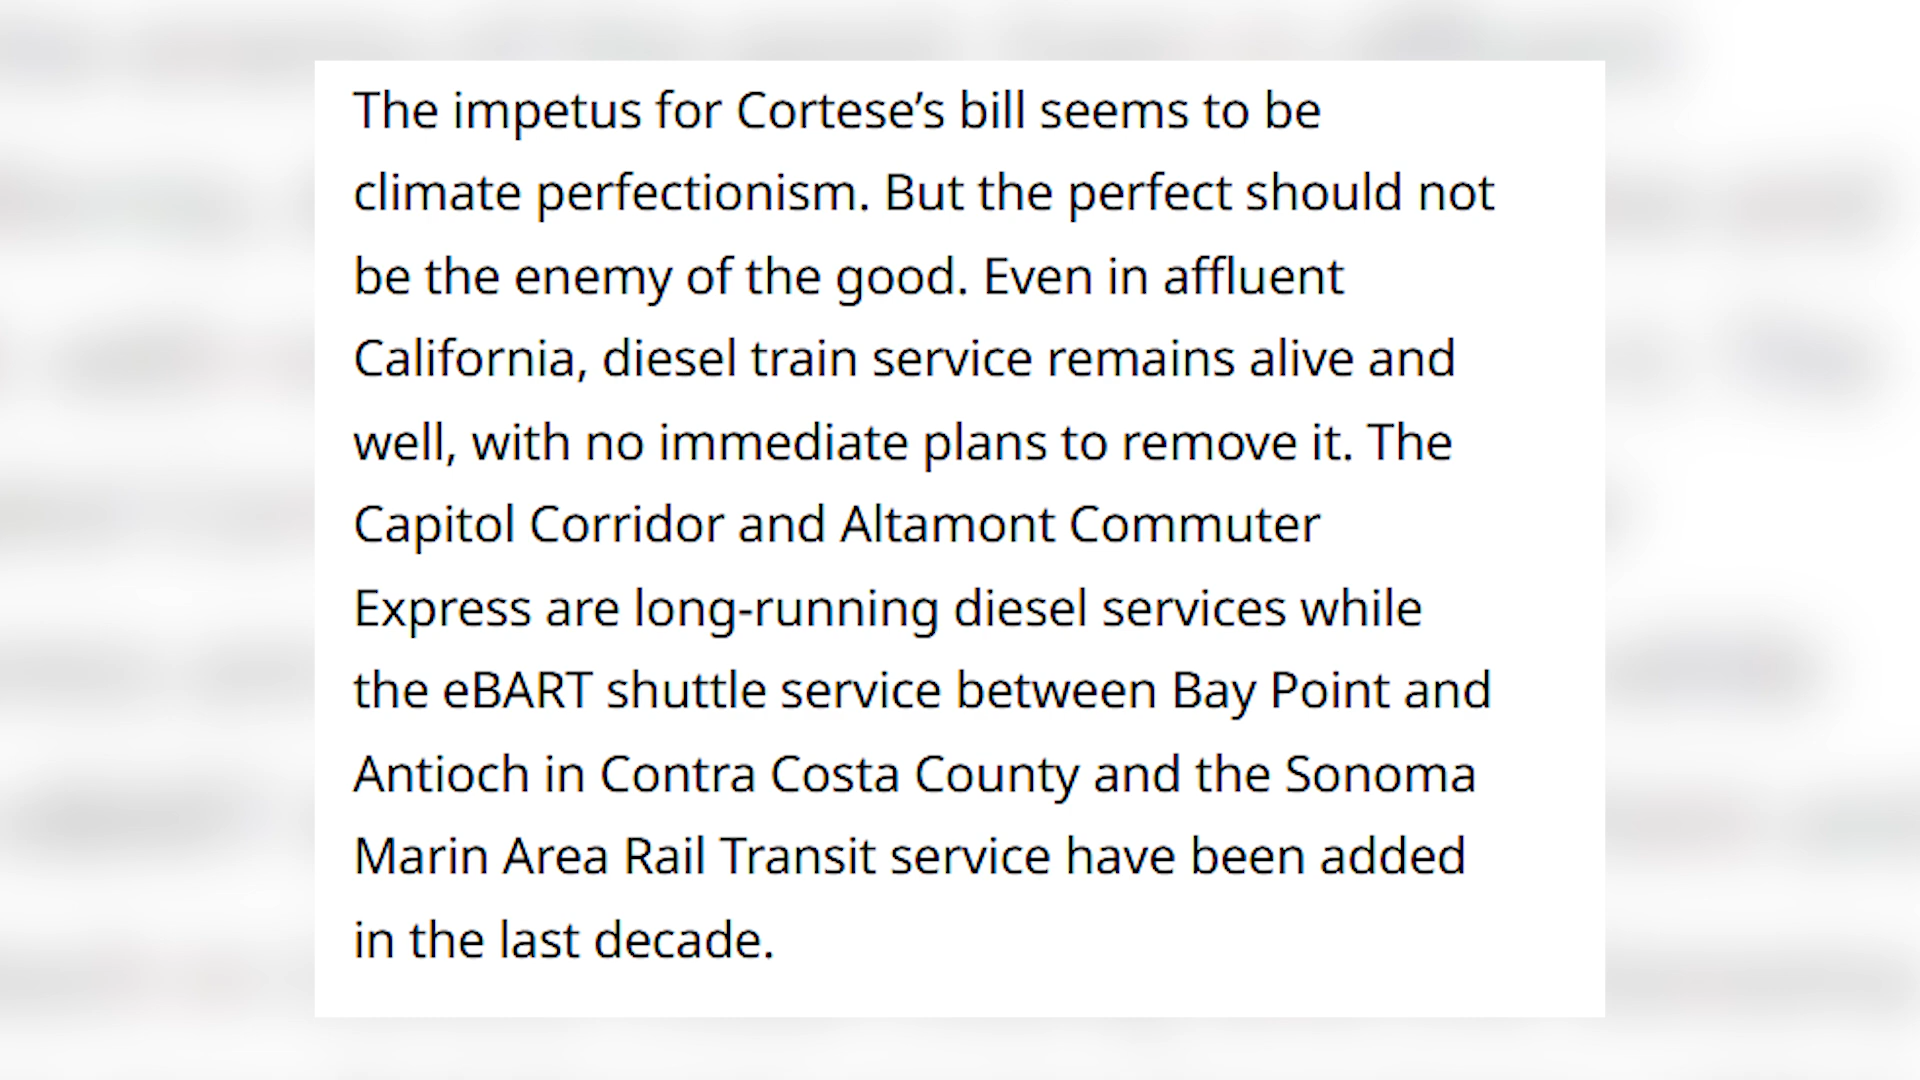 The impetus for Cortese’s bill seems to be
climate perfectionism. But the perfect should not
be the enemy of the good. Even in affluent
California, diesel train service remains alive and
well, with no immediate plans to remove it. The
Capitol Corridor and Altamont Commuter
Express are long-running diesel services while
the eBART shuttle service between Bay Point and
Antioch in Contra Costa County and the Sonoma
Marin Area Rail Transit service have been added
in the last decade.